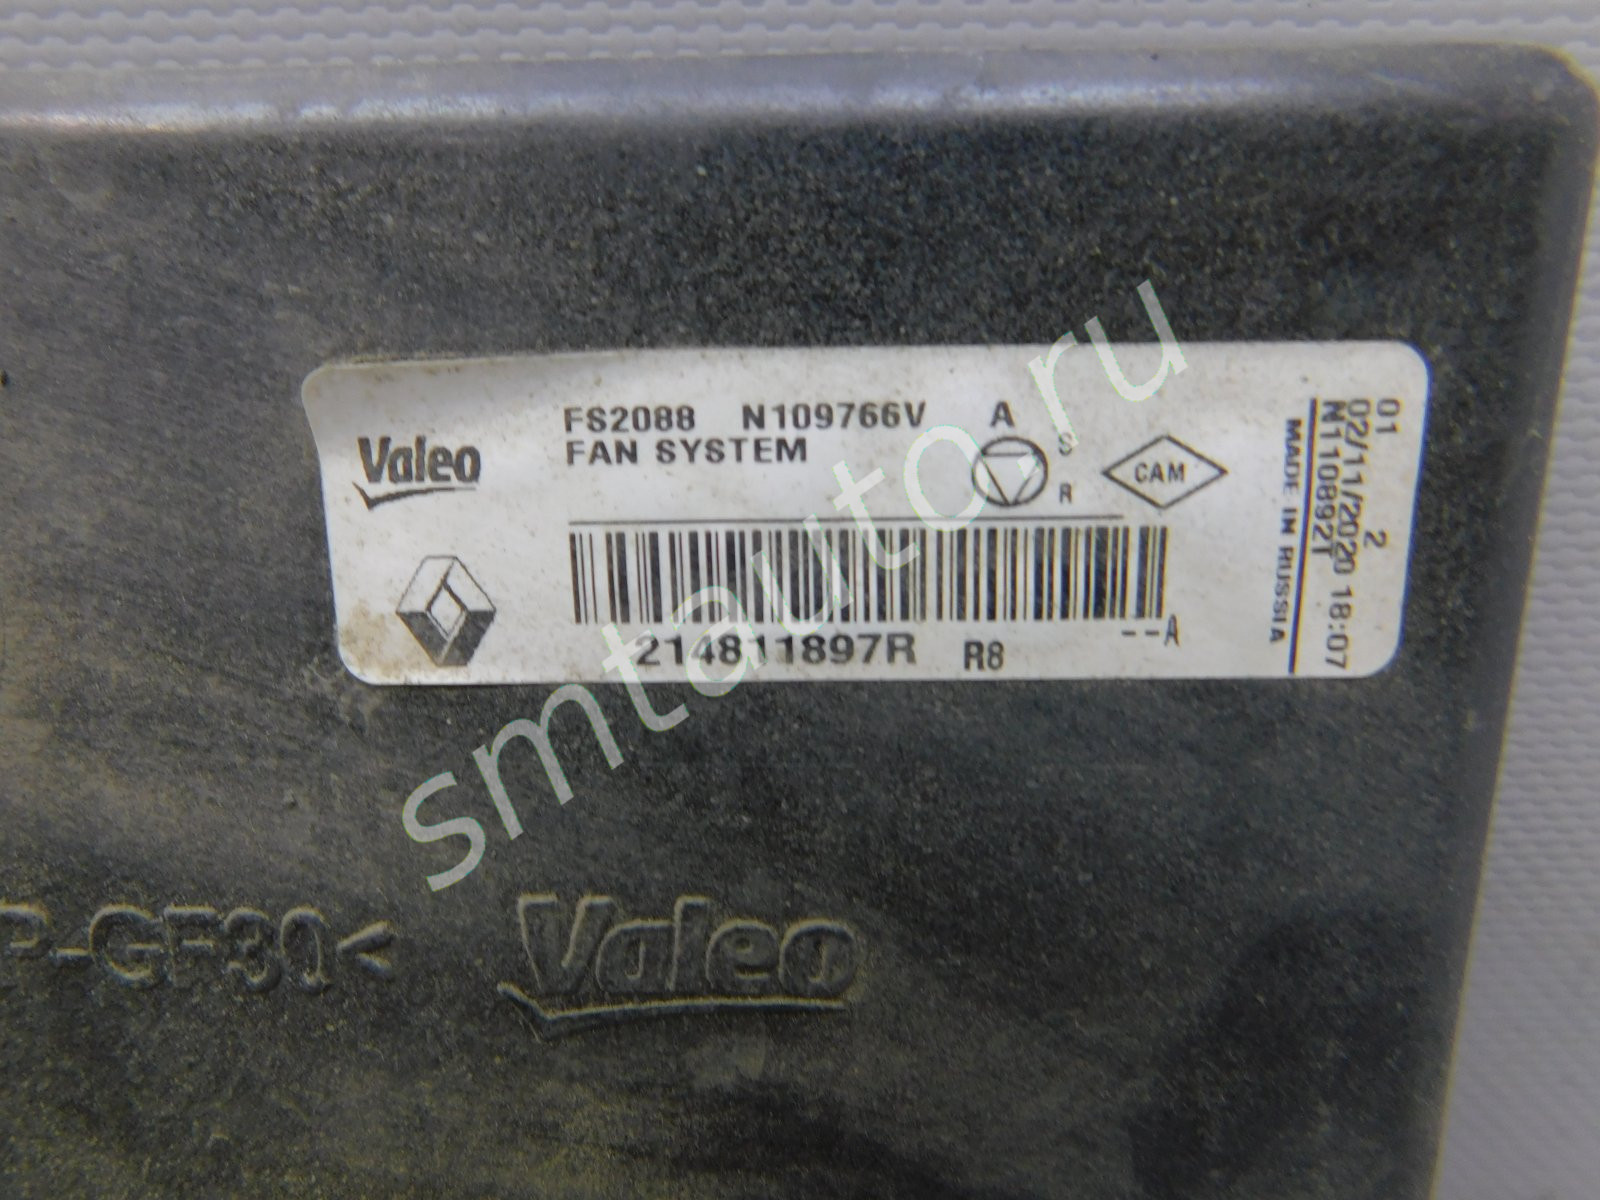 Valeo
FS2088 N109766V A
FAN SYSTEM
S
R
CAM
214811897R R8
--A
01 2
02/11/2020 18:07
N110892T
MADE IN RUSSIA
smtauto.ru
P-GF30<
Valeo